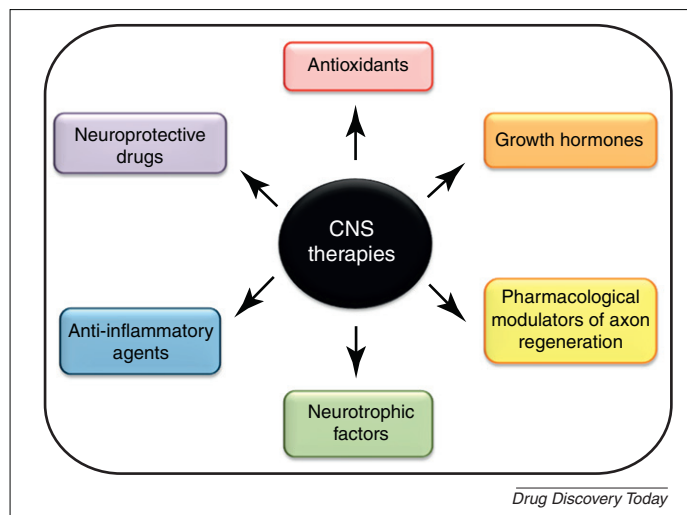 Antioxidants
Neuroprotective
drugs
Growth hormones
CNS
therapies
Anti-inflammatory
agents
Pharmacological
modulators of axon
regeneration
Neurotrophic
factors
Drug Discovery Today